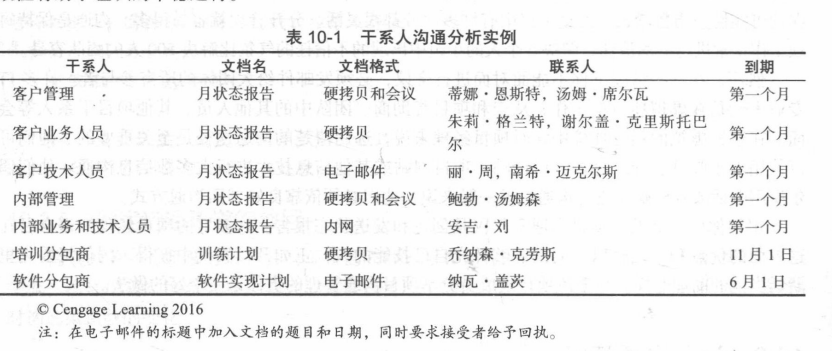 表 10-1 干系人沟通分析实例
干系人 文档名 文档格式 联系人 到期
客户管理 月状态报告 硬拷贝和会议 蒂娜·恩斯特，汤姆·席尔瓦 第一个月
客户业务人员 月状态报告 硬拷贝 朱莉·格兰特，谢尔盖·克里斯托巴尔 第一个月
客户技术人员 月状态报告 电子邮件 丽·周，南希·迈克尔斯 第一个月
内部管理 月状态报告 硬拷贝和会议 鲍勃·汤姆森 第一个月
内部业务和技术人员 月状态报告 内网 安吉·刘 第一个月
培训分包商 训练计划 硬拷贝 乔纳森·克劳斯 11 月 1 日
软件分包商 软件实现计划 电子邮件 纳瓦·盖茨 6 月 1 日
© Cengage Learning 2016
注：在电子邮件的标题中加入文档的题目和日期，同时要求接受者给予回执。